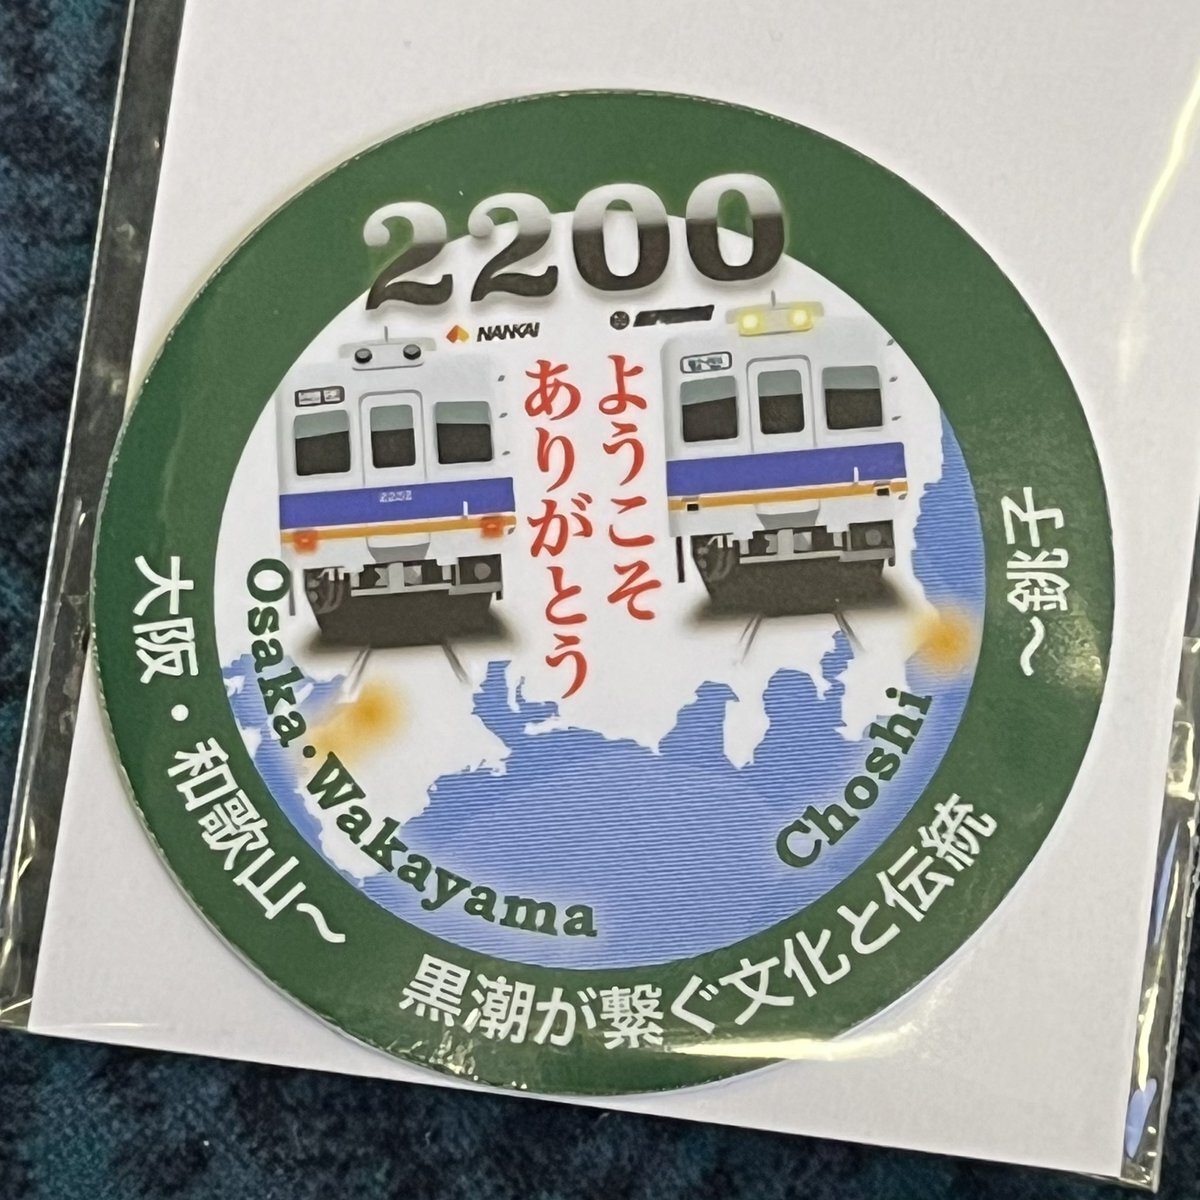 2200
NANKAI
ようこそ
ありがとう
Osaka・Wakayama
Choshi
大阪・和歌山〜
黒潮が繋ぐ文化と伝統
〜銚子